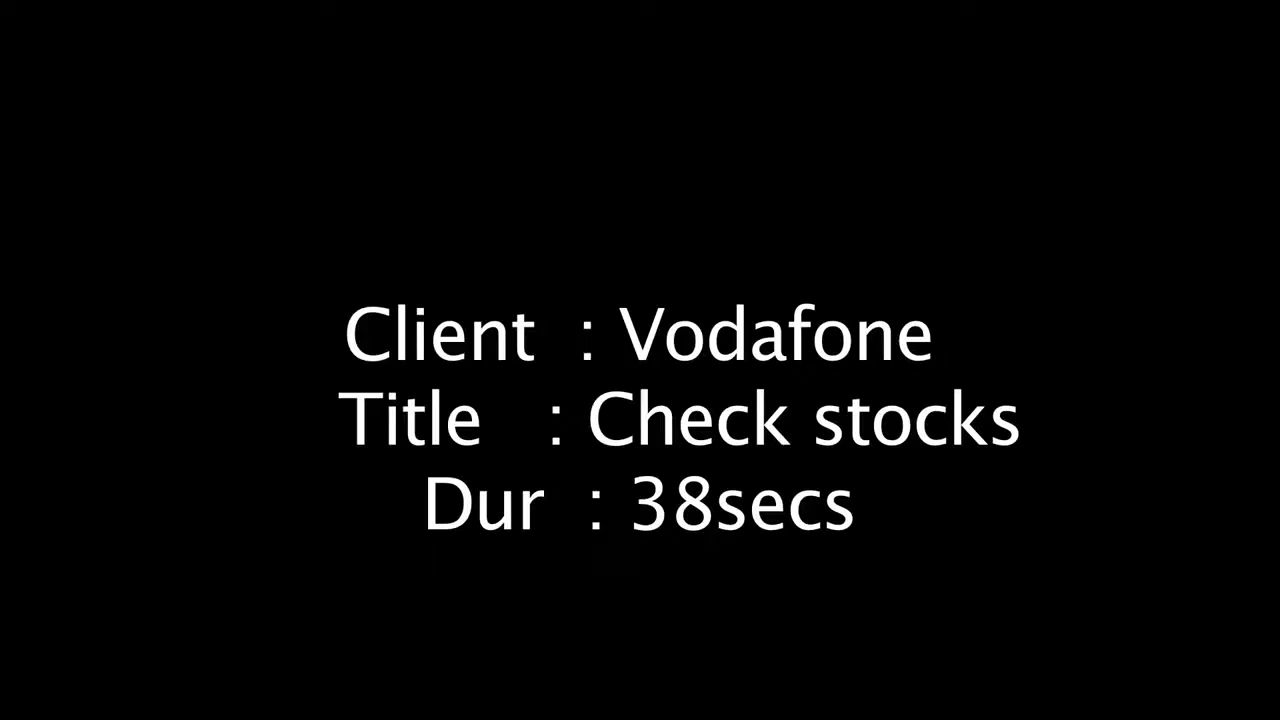 Client : Vodafone
Title : Check stocks
Dur : 38secs